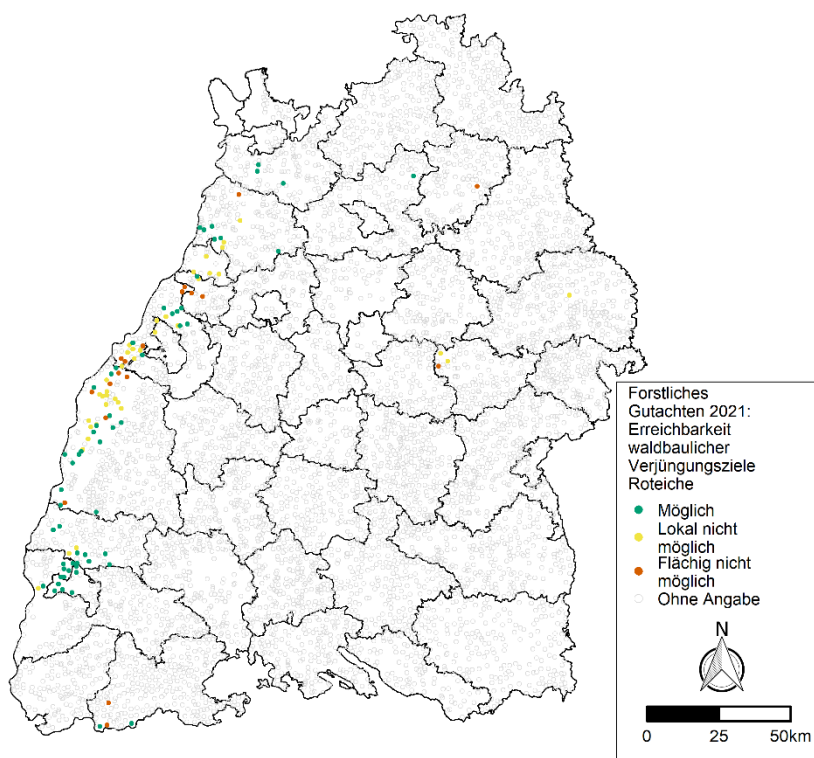 Forstliches
Gutachten 2021:
Erreichbarkeit
waldbaulicher
Verjüngungsziele
Roteiche
Möglich
Lokal nicht
möglich
Flächig nicht
möglich
Ohne Angabe
N
0 25 50km